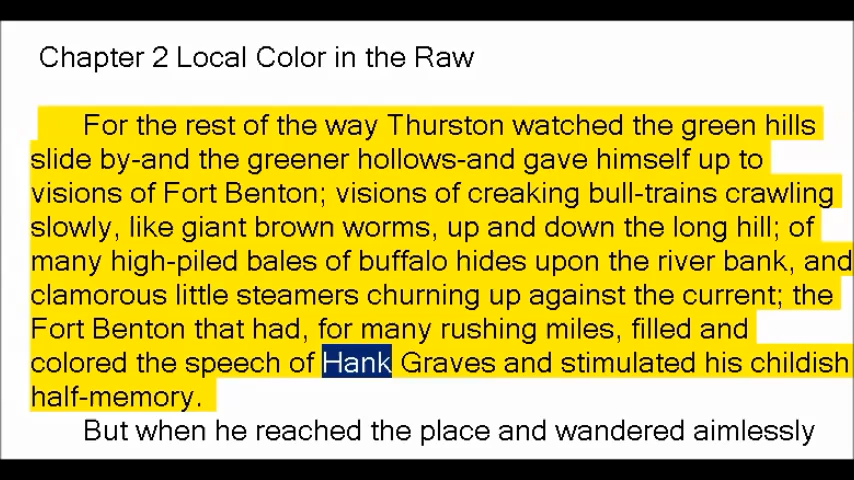 Chapter 2 Local Color in the Raw
For the rest of the way Thurston watched the green hills
slide by-and the greener hollows-and gave himself up to
visions of Fort Benton; visions of creaking bull-trains crawling
slowly, like giant brown worms, up and down the long hill; of
many high-piled bales of buffalo hides upon the river bank, and
clamorous little steamers churning up against the current; the
Fort Benton that had, for many rushing miles, filled and
colored the speech of Hank Graves and stimulated his childish
half-memory.
But when he reached the place and wandered aimlessly